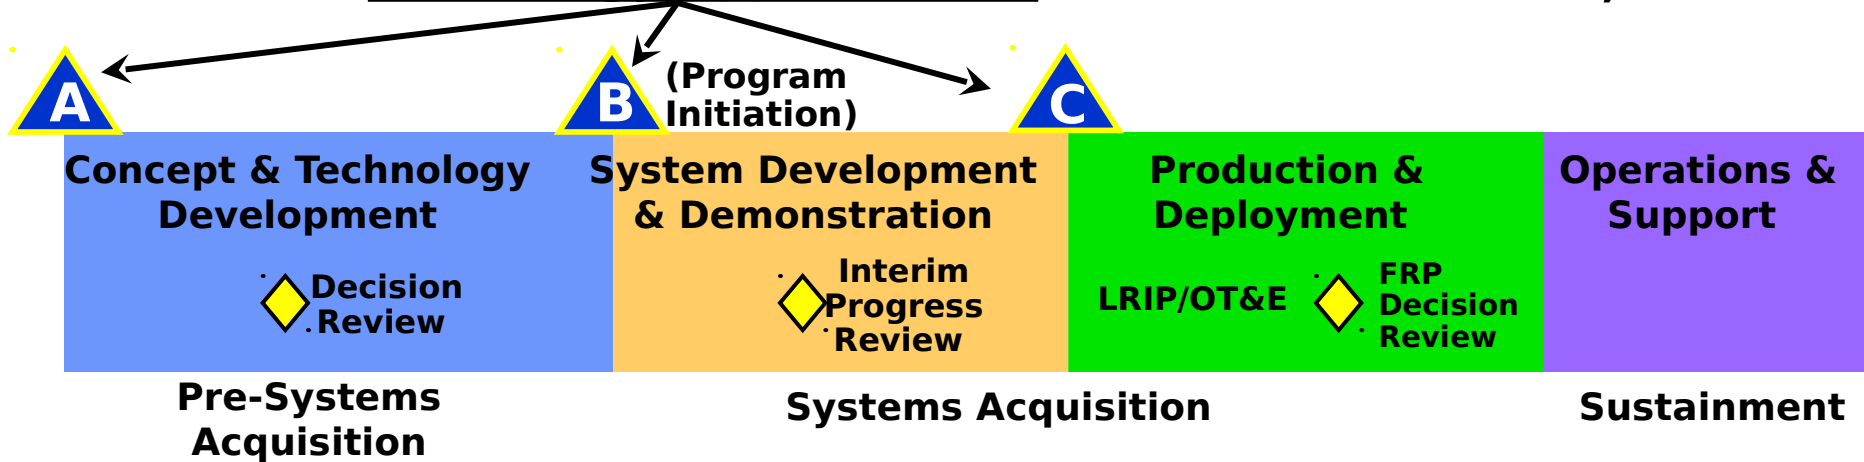 A
B
(Program
Initiation)
C
Concept & Technology
Development
System Development
& Demonstration
Production &
Deployment
Operations &
Support
Decision
Review
Interim
Progress
Review
LRIP/OT&E
FRP
Decision
Review
Pre-Systems
Acquisition
Systems Acquisition
Sustainment